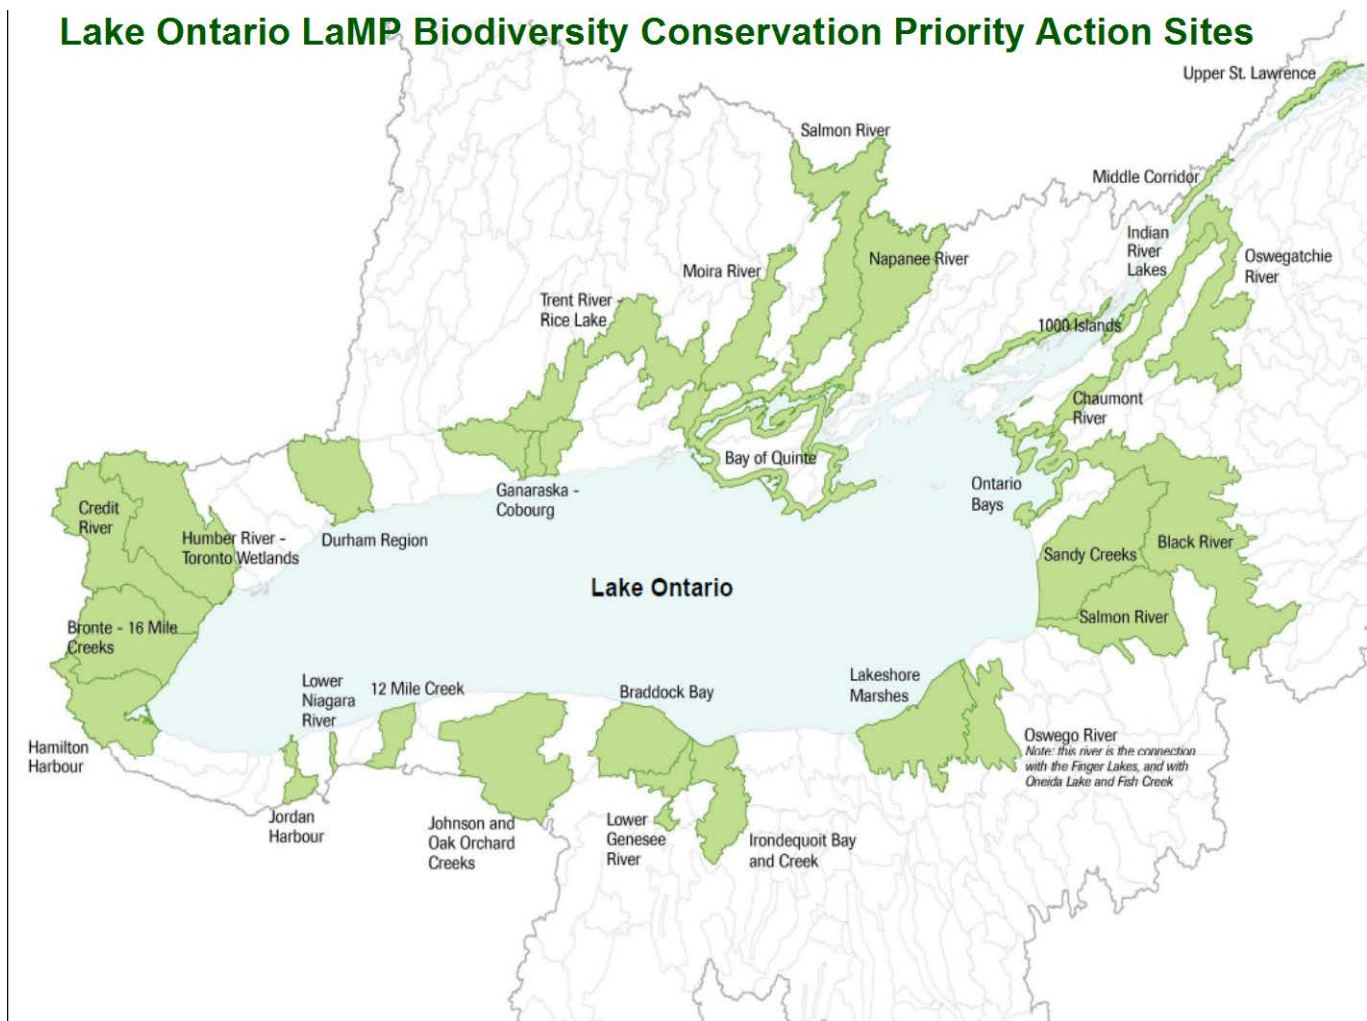 Lake Ontario LaMP Biodiversity Conservation Priority Action Sites
Upper St. Lawrence
Salmon River
Middle Corridor
Indian
River
Lakes
Oswegatchie
River
Napanee River
Moira River
Trent River -
Rice Lake
1000 Islands
Chaumont
River
Bay of Quinte
Ontario
Bays
Ganaraska -
Cobourg
Credit
River
Humber River -
Toronto Wetlands
Durham Region
Sandy Creeks
Black River
Lake Ontario
Salmon River
Bronte - 16 Mile
Creeks
Lower
Niagara
River
12 Mile Creek
Braddock Bay
Lakeshore
Marshes
Hamilton
Harbour
Oswego River
Note: this river is the connection
with the Finger Lakes, and with
Oneida Lake and Fish Creek
Jordan
Harbour
Johnson and
Oak Orchard
Creeks
Lower
Genesee
River
Irondequoit Bay
and Creek